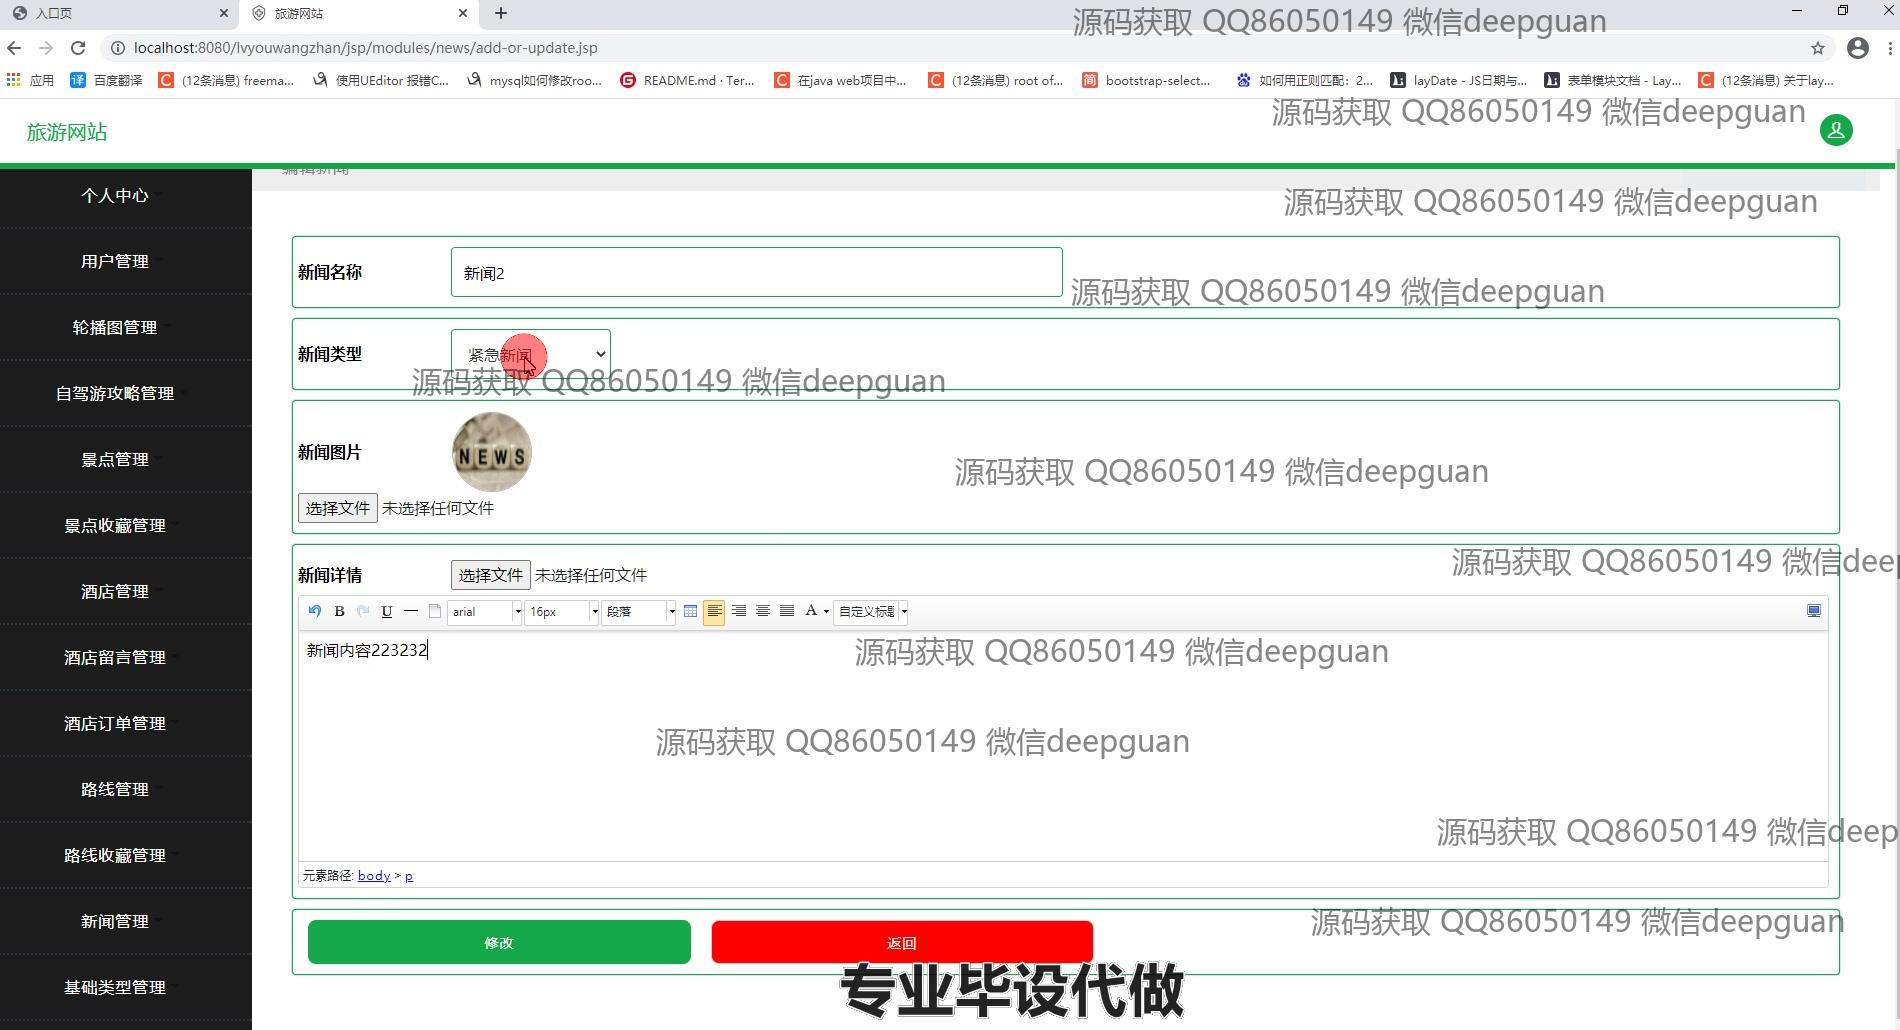 入口页
旅游网站
源码获取 QQ86050149 微信deepguan
localhost:8080/lvyouwangzhan/jsp/modules/news/add-or-update.jsp
应用
译 百度翻译
C (12条消息) freema...
使用UEditor 报错C...
mysql如何修改roo...
G README.md · Ter...
C 在java web项目中...
C (12条消息) root of...
简 bootstrap-select...
如何用正则匹配：2...
layDate - JS日期与...
表单模块文档 - Lay...
C (12条消息) 关于lay...
源码获取 QQ86050149 微信deepguan
旅游网站
编辑新闻
个人中心
源码获取 QQ86050149 微信deepguan
用户管理
新闻名称 新闻2
源码获取 QQ86050149 微信deepguan
轮播图管理
新闻类型 紧急新闻
源码获取 QQ86050149 微信deepguan
自驾游攻略管理
景点管理
新闻图片
NEWS
源码获取 QQ86050149 微信deepguan
选择文件 未选择任何文件
景点收藏管理
新闻详情 选择文件 未选择任何文件
源码获取 QQ86050149 微信deep
酒店管理
B U arial 16px 段落 A 自定义标题
新闻内容223232
源码获取 QQ86050149 微信deepguan
酒店留言管理
酒店订单管理
源码获取 QQ86050149 微信deepguan
路线管理
源码获取 QQ86050149 微信deep
路线收藏管理
元素路径: body > p
新闻管理
源码获取 QQ86050149 微信deepguan
修改
返回
基础类型管理
专业毕设代做